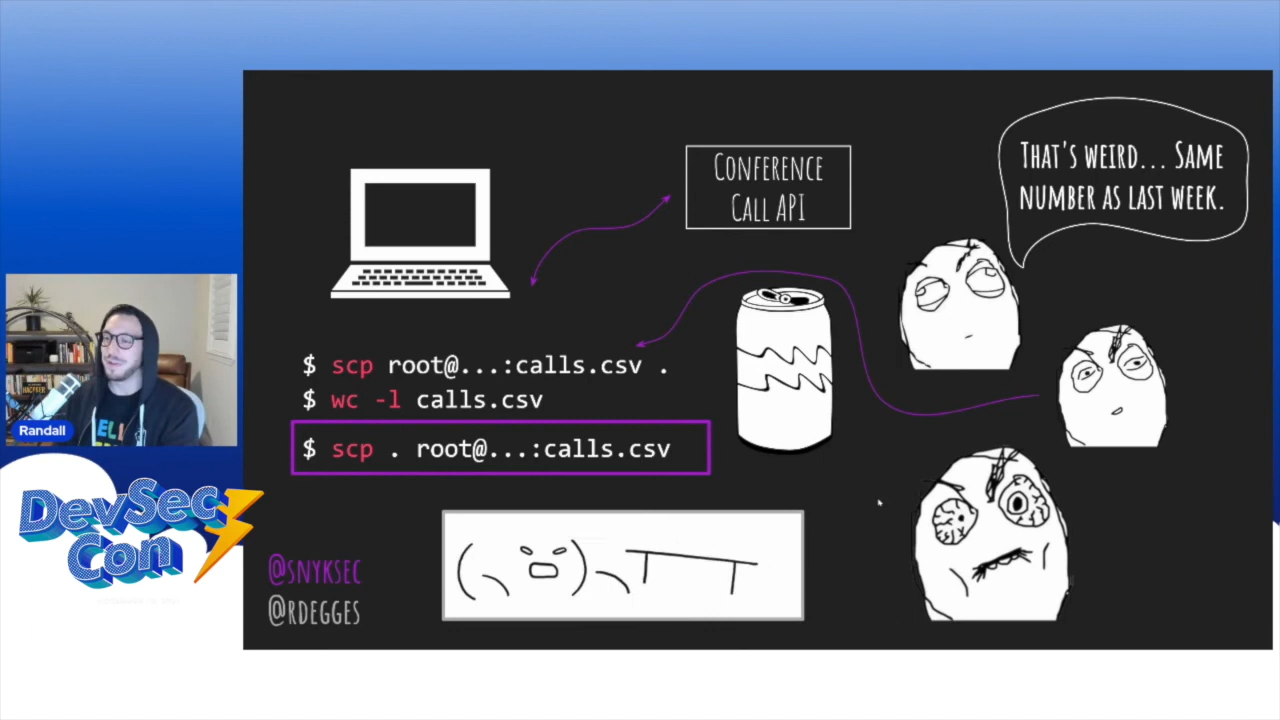 CONFERENCE
CALL API
THAT'S WEIRD... SAME
NUMBER AS LAST WEEK.
$ scp root@...:calls.csv .
$ wc -l calls.csv
$ scp . root@...:calls.csv
Randall
DevSec
Con
@SNYKSEC
@RDEGGES